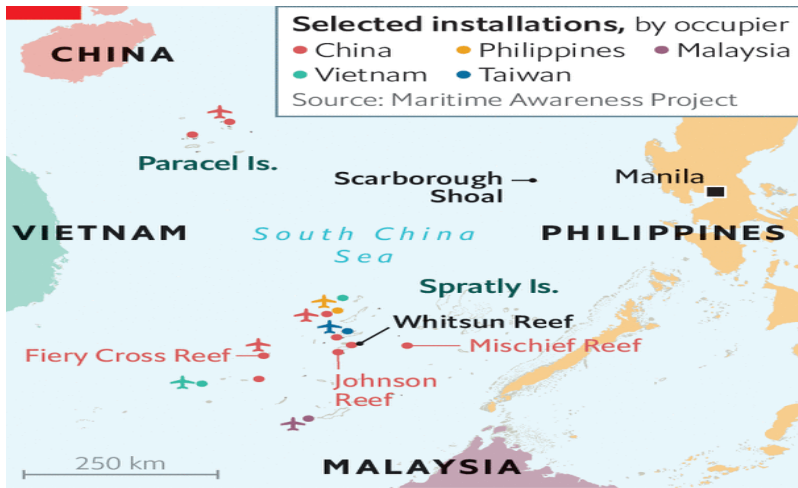 Selected installations, by occupier
China Philippines Malaysia
Vietnam Taiwan
Source: Maritime Awareness Project
CHINA
Paracel Is.
Scarborough
Shoal
Manila
VIETNAM
South China
Sea
PHILIPPINES
Spratly Is.
Whitsun Reef
Fiery Cross Reef
Mischief Reef
Johnson
Reef
250 km
MALAYSIA